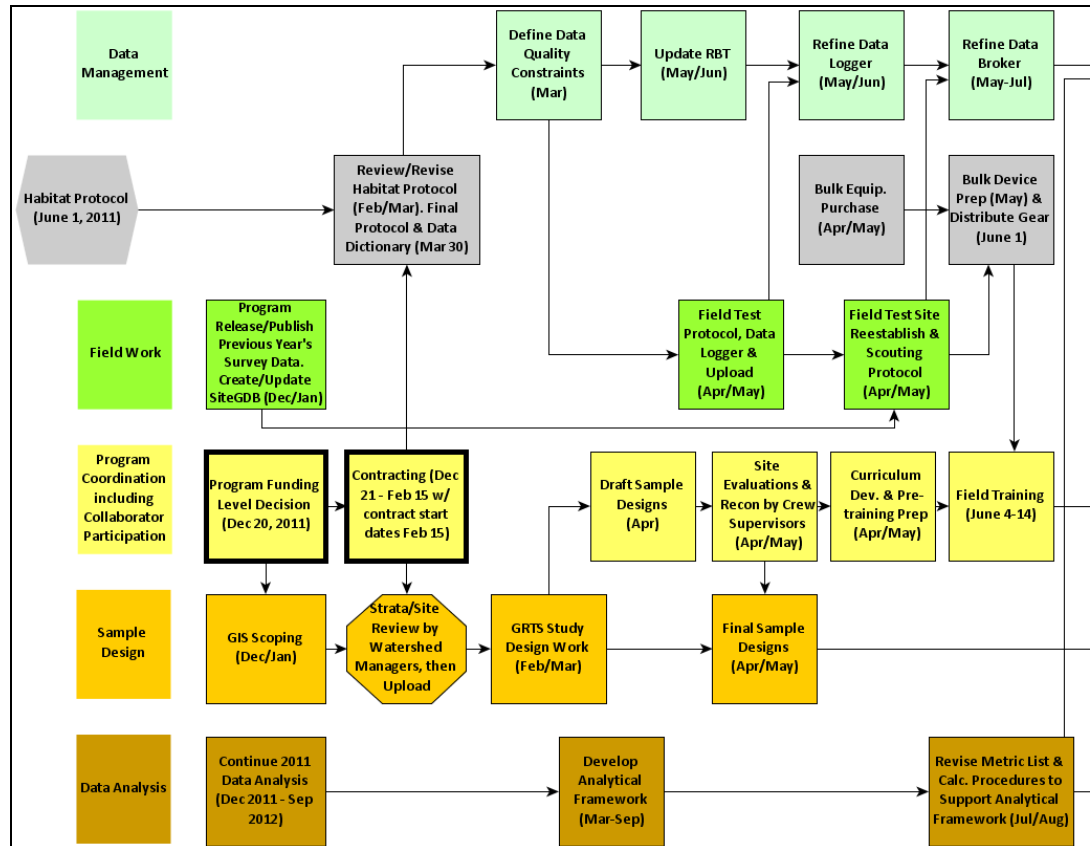 Data
Management
Define Data
Quality
Constraints
(Mar)
Update RBT
(May/Jun)
Refine Data
Logger
(May/Jun)
Refine Data
Broker
(May-Jul)
Habitat Protocol
(June 1, 2011)
Review/Revise
Habitat Protocol
(Feb/Mar). Final
Protocol & Data
Dictionary (Mar 30)
Bulk Equip.
Purchase
(Apr/May)
Bulk Device
Prep (May) &
Distribute Gear
(June 1)
Field Work
Program
Release/Publish
Previous Year's
Survey Data.
Create/Update
SiteGDB (Dec/Jan)
Field Test
Protocol, Data
Logger &
Upload
(Apr/May)
Field Test Site
Reestablish &
Scouting
Protocol
(Apr/May)
Program
Coordination
including
Collaborator
Participation
Program Funding
Level Decision
(Dec 20, 2011)
Contracting (Dec
21 - Feb 15 w/
contract start
dates Feb 15)
Draft Sample
Designs
(Apr)
Site
Evaluations &
Recon by Crew
Supervisors
(Apr/May)
Curriculum
Dev. & Pre-
training Prep
(Apr/May)
Field Training
(June 4-14)
Sample
Design
GIS Scoping
(Dec/Jan)
Strata/Site
Review by
Watershed
Managers, then
Upload
GRTS Study
Design Work
(Feb/Mar)
Final Sample
Designs
(Apr/May)
Data Analysis
Continue 2011
Data Analysis
(Dec 2011 - Sep
2012)
Develop
Analytical
Framework
(Mar-Sep)
Revise Metric List &
Calc. Procedures to
Support Analytical
Framework (Jul/Aug)